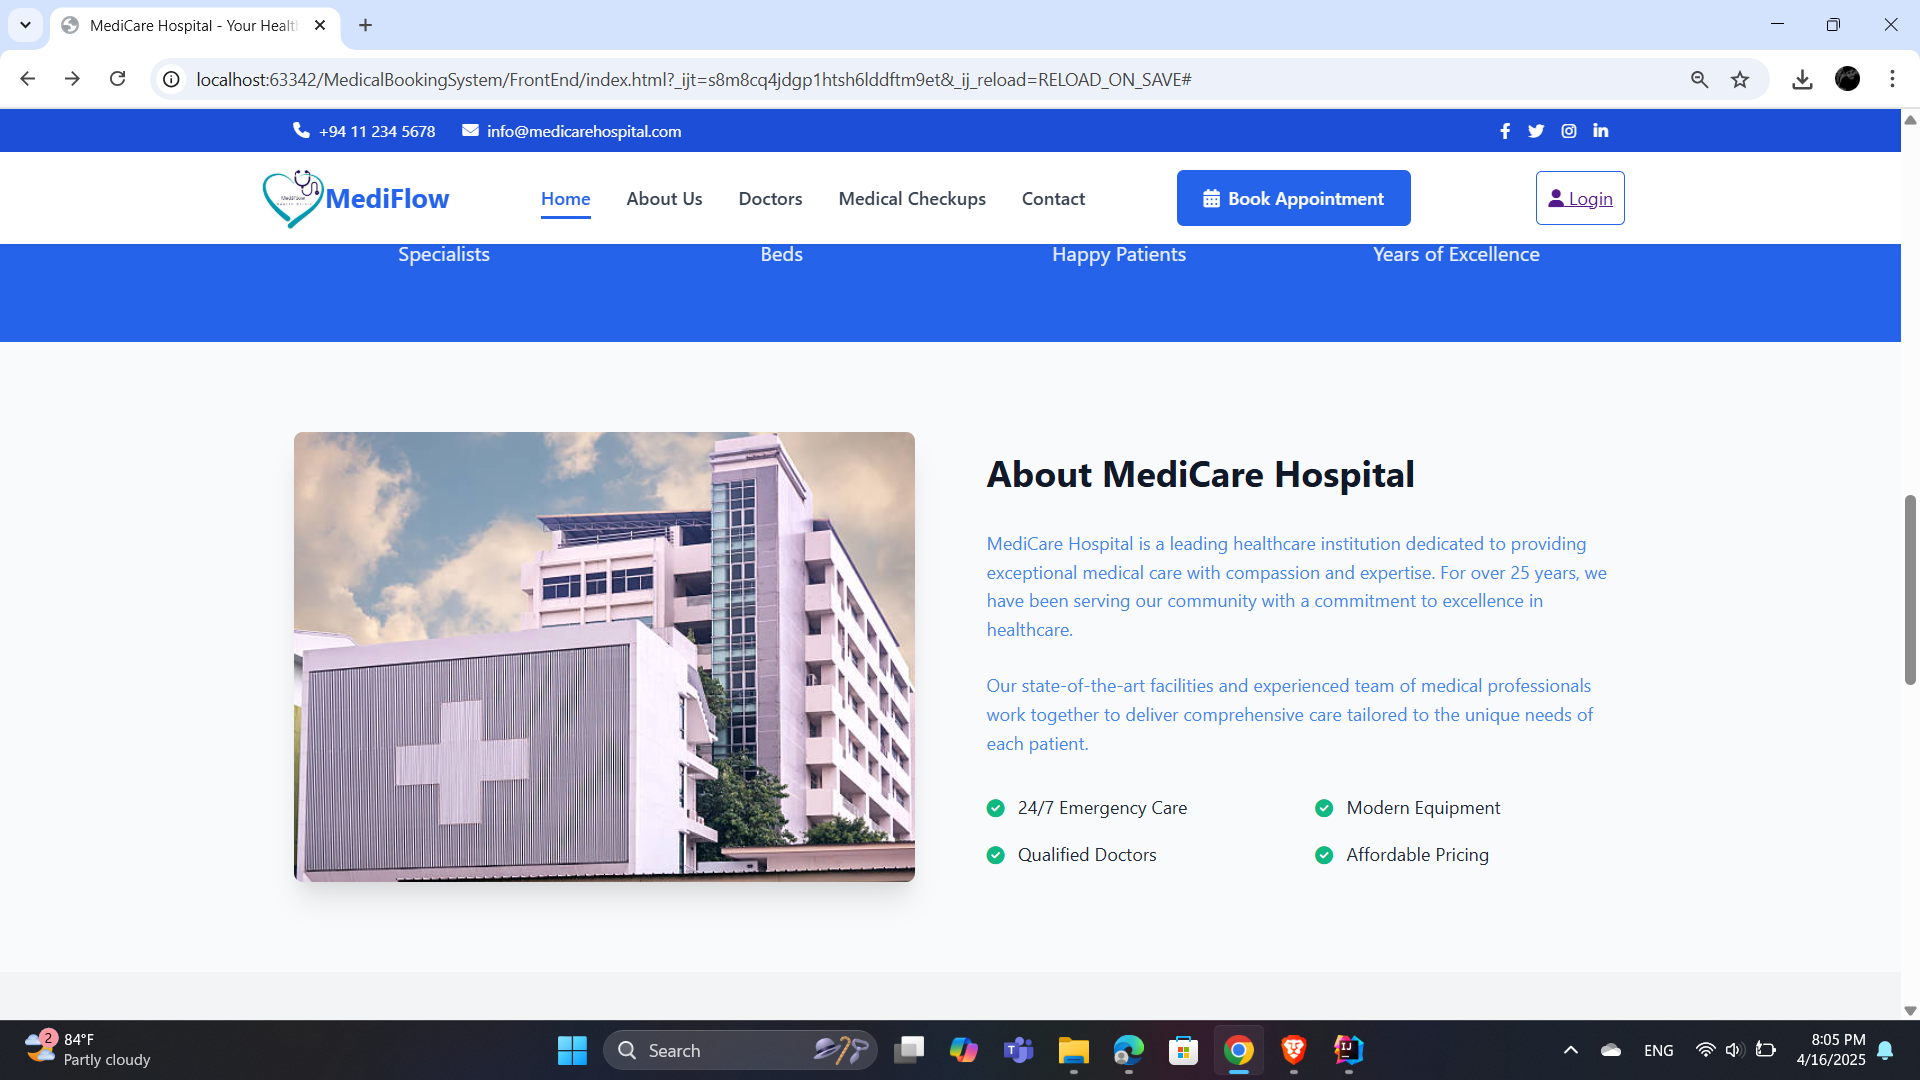 MediCare Hospital - Your Healt
localhost:63342/MedicalBookingSystem/FrontEnd/index.html?_ijt=s8m8cq4jdgp1htsh6lddftm9et&_ij_reload=RELOAD_ON_SAVE#
+94 11 234 5678 info@medicarehospital.com
MediFlow Home About Us Doctors Medical Checkups Contact Book Appointment Login
Specialists Beds Happy Patients Years of Excellence
About MediCare Hospital
MediCare Hospital is a leading healthcare institution dedicated to providing
exceptional medical care with compassion and expertise. For over 25 years, we
have been serving our community with a commitment to excellence in
healthcare.
Our state-of-the-art facilities and experienced team of medical professionals
work together to deliver comprehensive care tailored to the unique needs of
each patient.
24/7 Emergency Care Modern Equipment
Qualified Doctors Affordable Pricing
2 84°F
Partly cloudy
Search
ENG
8:05 PM
4/16/2025